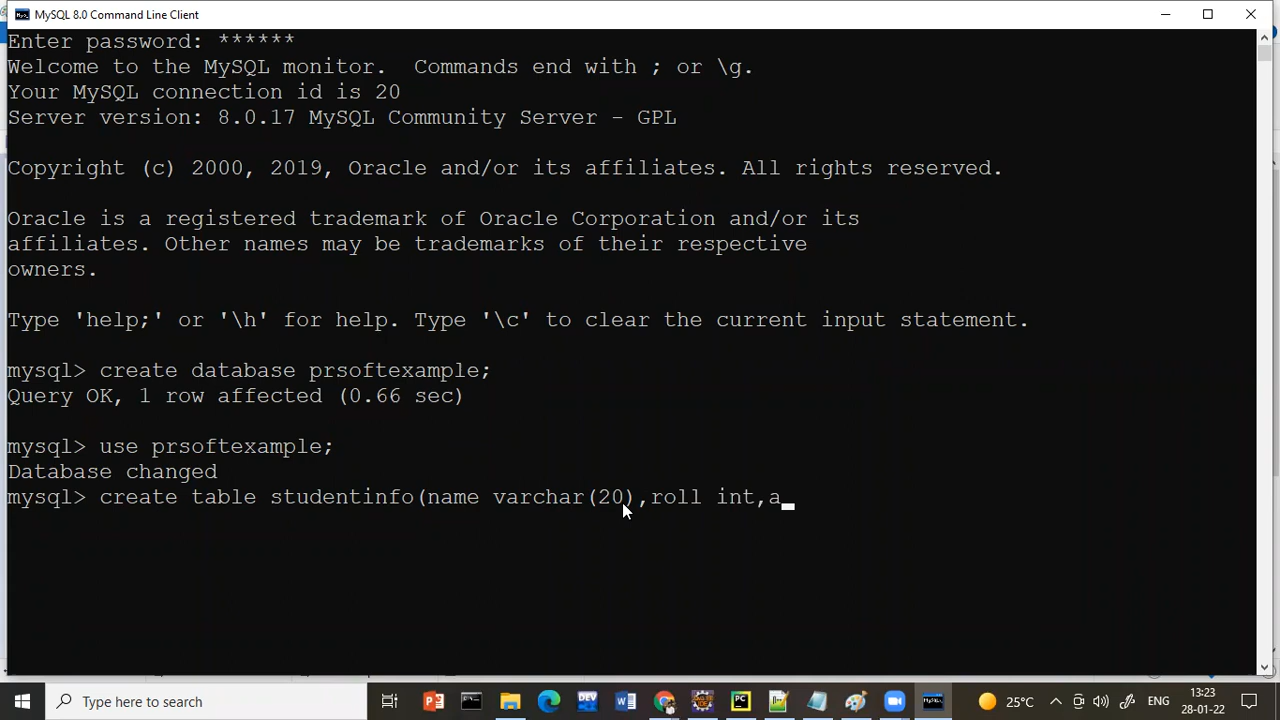 MySQL 8.0 Command Line Client
Enter password: ******
Welcome to the MySQL monitor.  Commands end with ; or \g.
Your MySQL connection id is 20
Server version: 8.0.17 MySQL Community Server - GPL
Copyright (c) 2000, 2019, Oracle and/or its affiliates. All rights reserved.
Oracle is a registered trademark of Oracle Corporation and/or its
affiliates. Other names may be trademarks of their respective
owners.
Type 'help;' or '\h' for help. Type '\c' to clear the current input statement.
mysql> create database prsoftexample;
Query OK, 1 row affected (0.66 sec)
mysql> use prsoftexample;
Database changed
mysql> create table studentinfo(name varchar(20),roll int,a
Type here to search
25°C
ENG
13:23
28-01-22